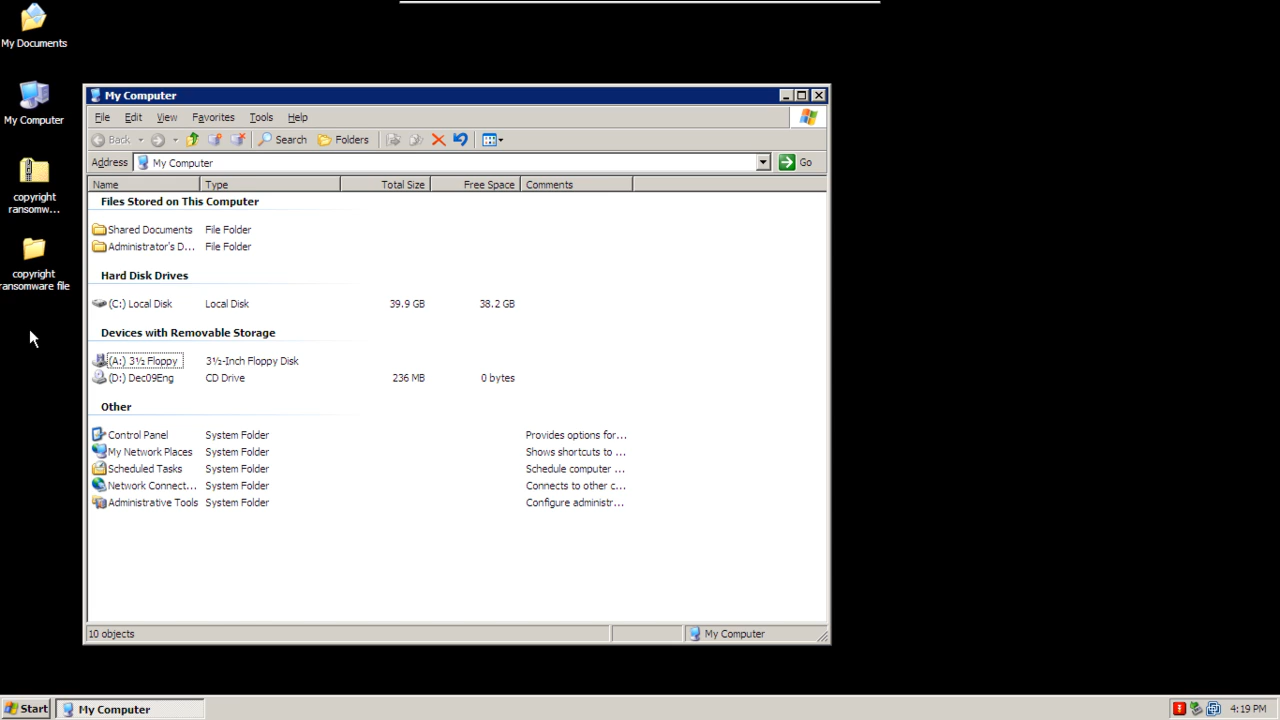 My Documents
My Computer
copyright
ransomw...
copyright
ransomware file
My Computer
File Edit View Favorites Tools Help
Back Search Folders
Address My Computer Go
Name Type Total Size Free Space Comments
Files Stored on This Computer
Shared Documents File Folder
Administrator's D... File Folder
Hard Disk Drives
(C:) Local Disk Local Disk 39.9 GB 38.2 GB
Devices with Removable Storage
(A:) 3½ Floppy 3½-Inch Floppy Disk
(D:) Dec09Eng CD Drive 236 MB 0 bytes
Other
Control Panel System Folder Provides options for...
My Network Places System Folder Shows shortcuts to ...
Scheduled Tasks System Folder Schedule computer ...
Network Connect... System Folder Connects to other c...
Administrative Tools System Folder Configure administr...
10 objects My Computer
Start My Computer 4:19 PM